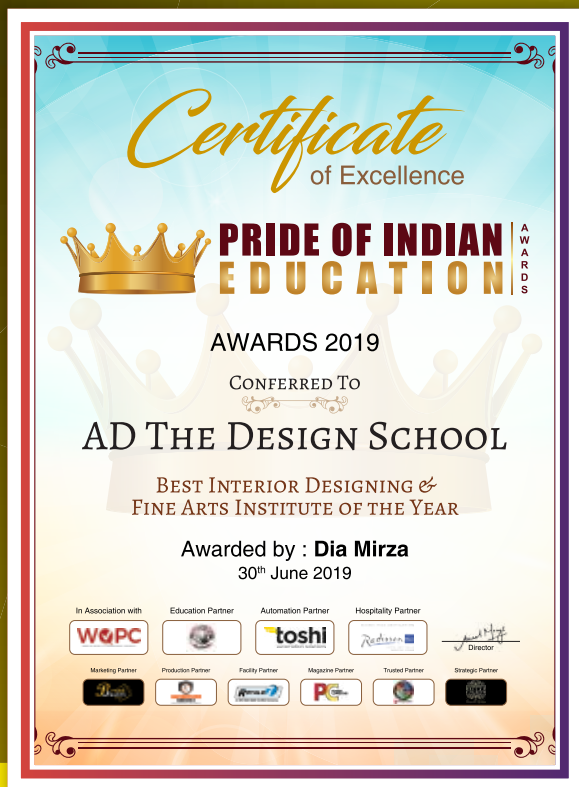 Certificate
of Excellence
PRIDE OF INDIAN
EDUCATION
AWARDS
AWARDS 2019
CONFERRED TO
AD THE DESIGN SCHOOL
BEST INTERIOR DESIGNING &
FINE ARTS INSTITUTE OF THE YEAR
Awarded by : Dia Mirza
30th June 2019
In Association with Education Partner Automation Partner Hospitality Partner
WOPC toshi Radisson
Director
Marketing Partner Production Partner Facility Partner Magazine Partner Trusted Partner Strategic Partner
PC